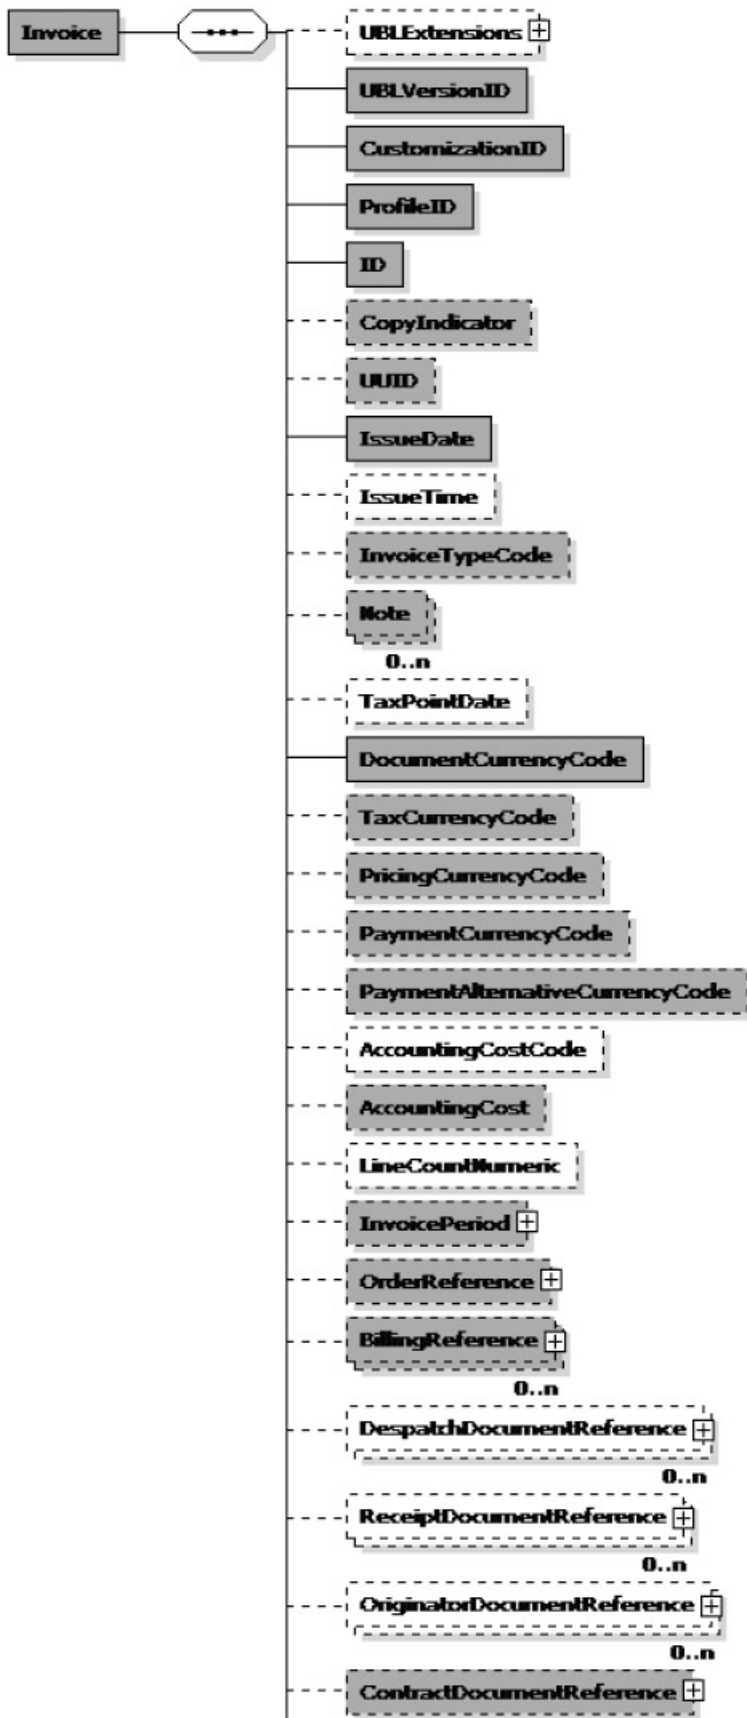 Invoice
UBLExtensions
UBLVersionID
CustomizationID
ProfileID
ID
CopyIndicator
UUID
IssueDate
IssueTime
InvoiceTypeCode
Note
0..n
TaxPointDate
DocumentCurrencyCode
TaxCurrencyCode
PricingCurrencyCode
PaymentCurrencyCode
PaymentAlternativeCurrencyCode
AccountingCostCode
AccountingCost
LineCountNumeric
InvoicePeriod
OrderReference
BillingReference
0..n
DespatchDocumentReference
0..n
ReceiptDocumentReference
0..n
OriginatorDocumentReference
0..n
ContractDocumentReference